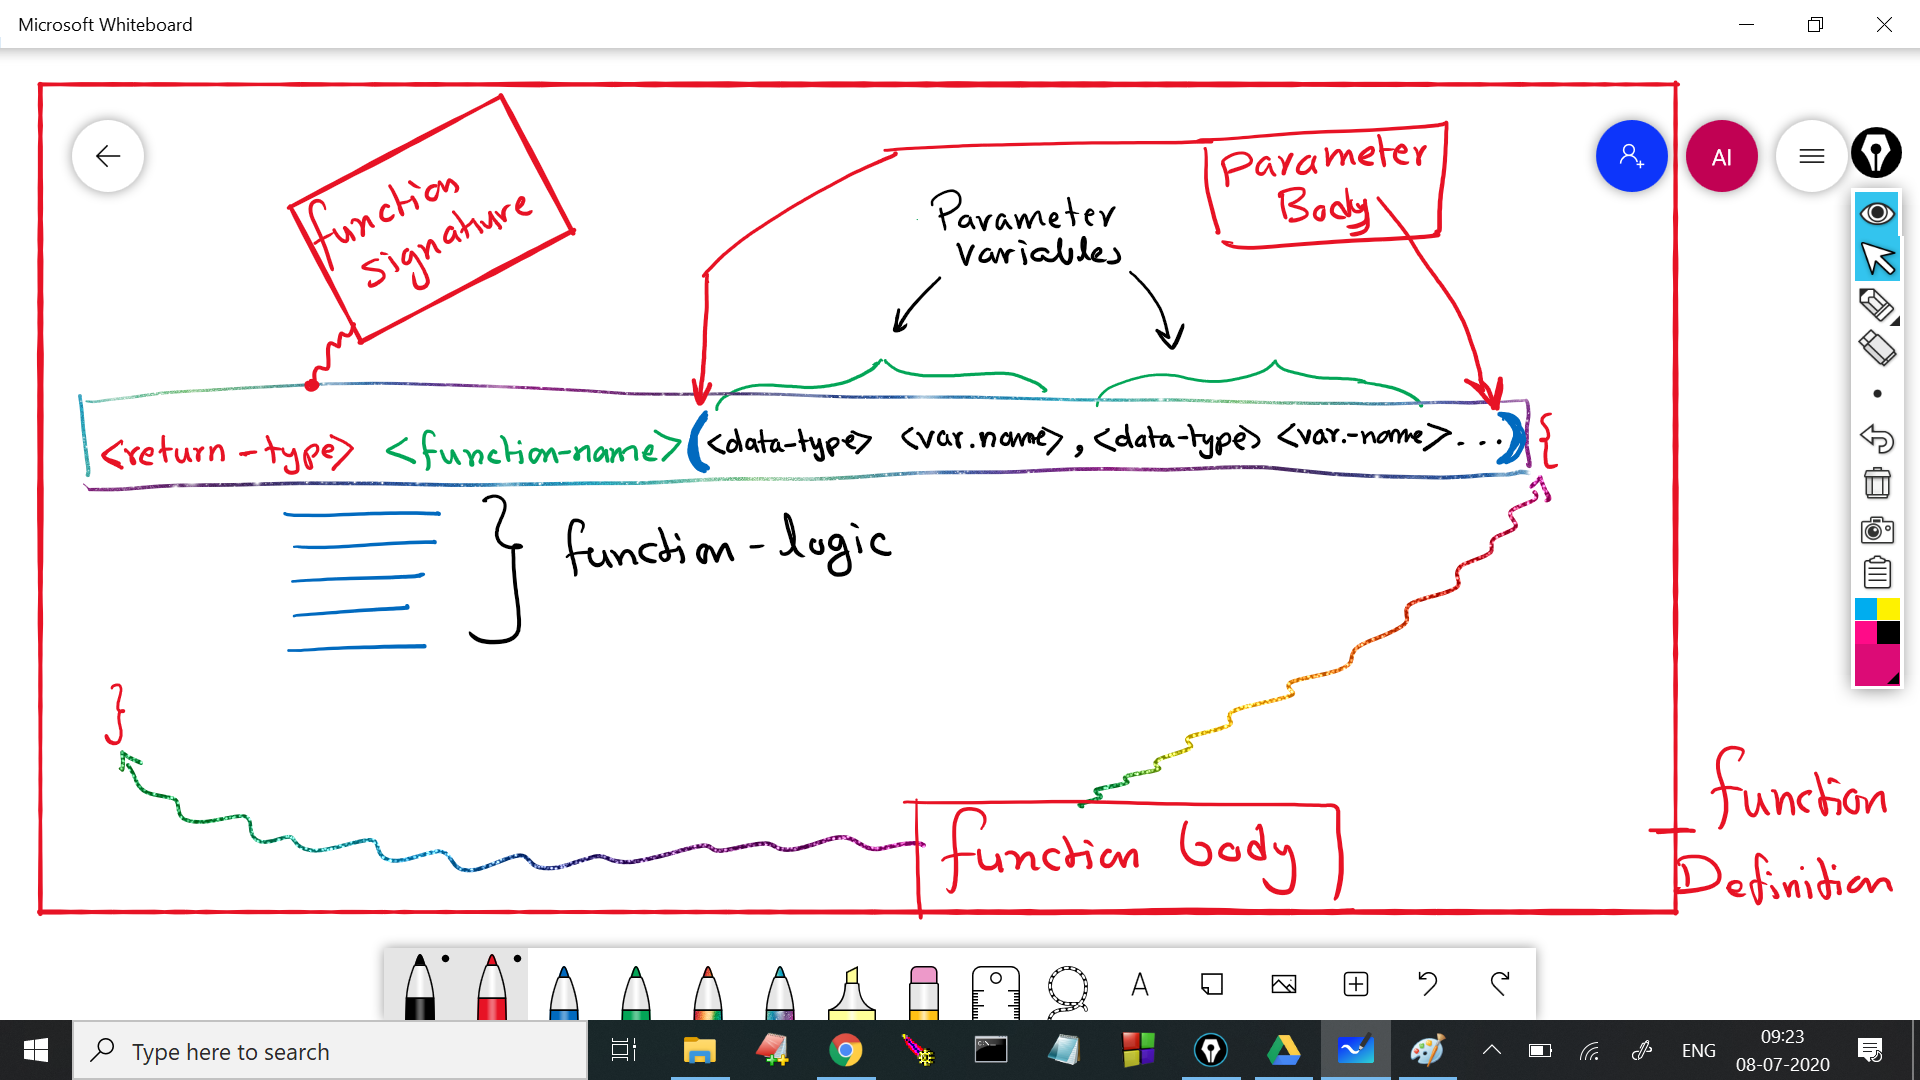 Microsoft Whiteboard
function
signature
Parameter
Body
Parameter
variables
AI
<return-type> <function-name> (<data-type> <var.name>, <data-type> <var.-name>...) {
} function-logic
}
function body
function
Definition
A
Type here to search
ENG
09:23
08-07-2020